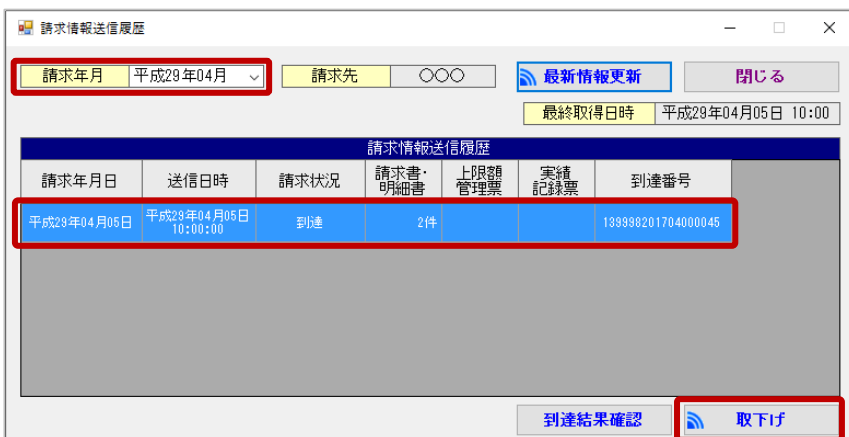 請求情報送信履歴
請求年月 平成29年04月 請求先 ○○○ 最新情報更新 閉じる
最終取得日時 平成29年04月05日 10:00
請求情報送信履歴
請求年月日 送信日時 請求状況 請求書・明細書 上限額管理票 実績記録票 到達番号
平成29年04月05日 平成29年04月05日 10:00:00 到達 2件 139998201704000045
到達結果確認 取下げ